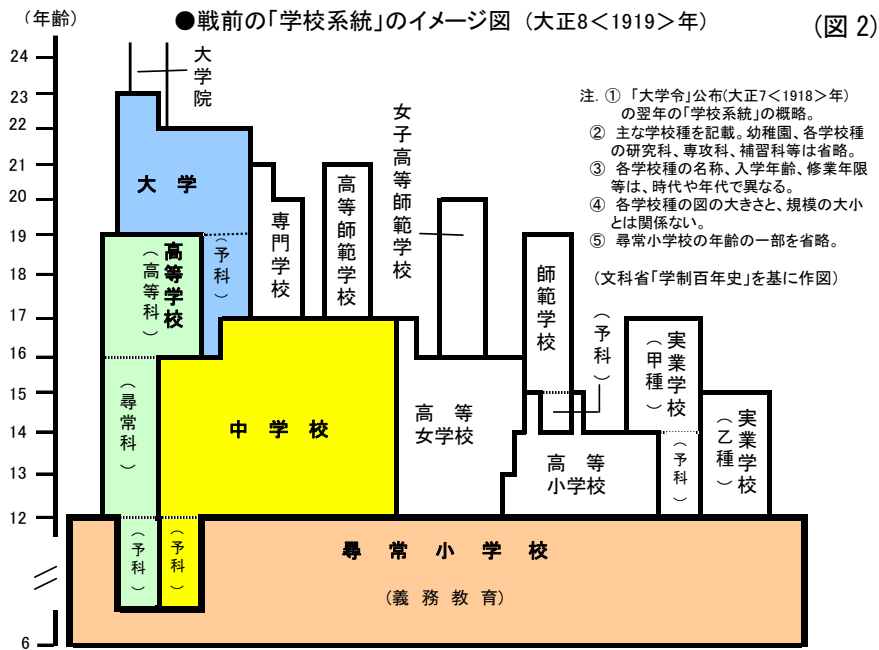 (年齢)
●戦前の「学校系統」のイメージ図 (大正8<1919>年)
(図 2)
24
23
22
21
20
19
18
17
16
15
14
13
12
6
注. ① 「大学令」公布(大正7<1918>年)
の翌年の「学校系統」の概略。
② 主な学校種を記載。幼稚園、各学校種
の研究科、専攻科、補習科等は省略。
③ 各学校種の名称、入学年齢、修業年限
等は、時代や年代で異なる。
④ 各学校種の図の大きさと、規模の大小
とは関係ない。
⑤ 尋常小学校の年齢の一部を省略。
(文科省「学制百年史」を基に作図)
大学院
大 学
(予科)
高等学校
(高等科)
(尋常科)
(予科)
(予科)
専門学校
高等師範学校
女子高等師範学校
師範学校
(予科)
中 学 校
高 等
女学校
高 等
小学校
実業学校
(甲種)
(予科)
実業学校
(乙種)
尋 常 小 学 校
(義 務 教 育)